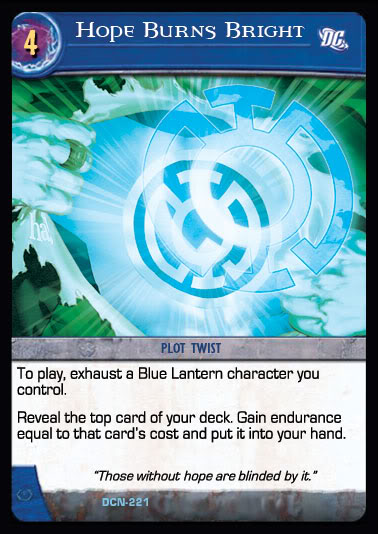 4
Hope Burns Bright
DC
ha
PLOT TWIST
To play, exhaust a Blue Lantern character you
control.
Reveal the top card of your deck. Gain endurance
equal to that card's cost and put it into your hand.
"Those without hope are blinded by it."
DCN-221